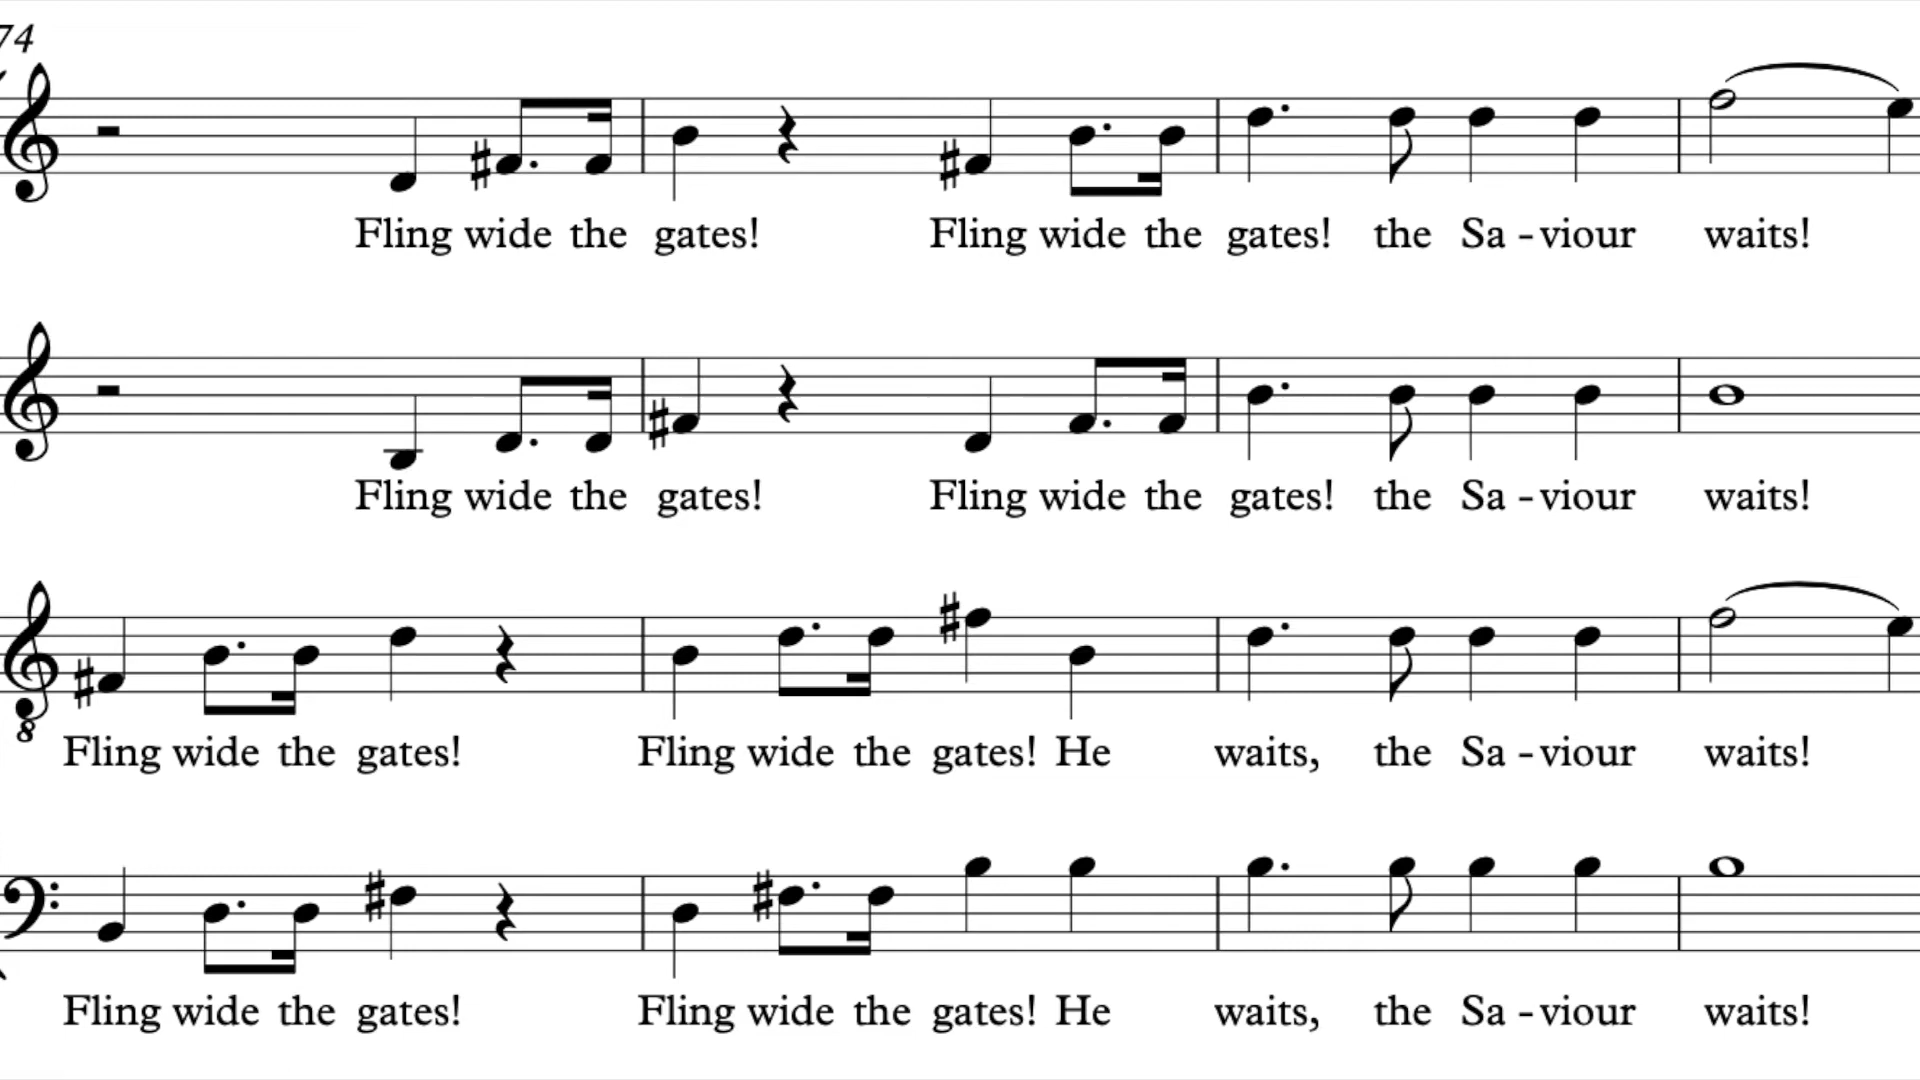 74
Fling wide the gates! Fling wide the gates! the Sa - viour waits!
Fling wide the gates! Fling wide the gates! the Sa - viour waits!
8
Fling wide the gates! Fling wide the gates! He waits, the Sa - viour waits!
Fling wide the gates! Fling wide the gates! He waits, the Sa - viour waits!